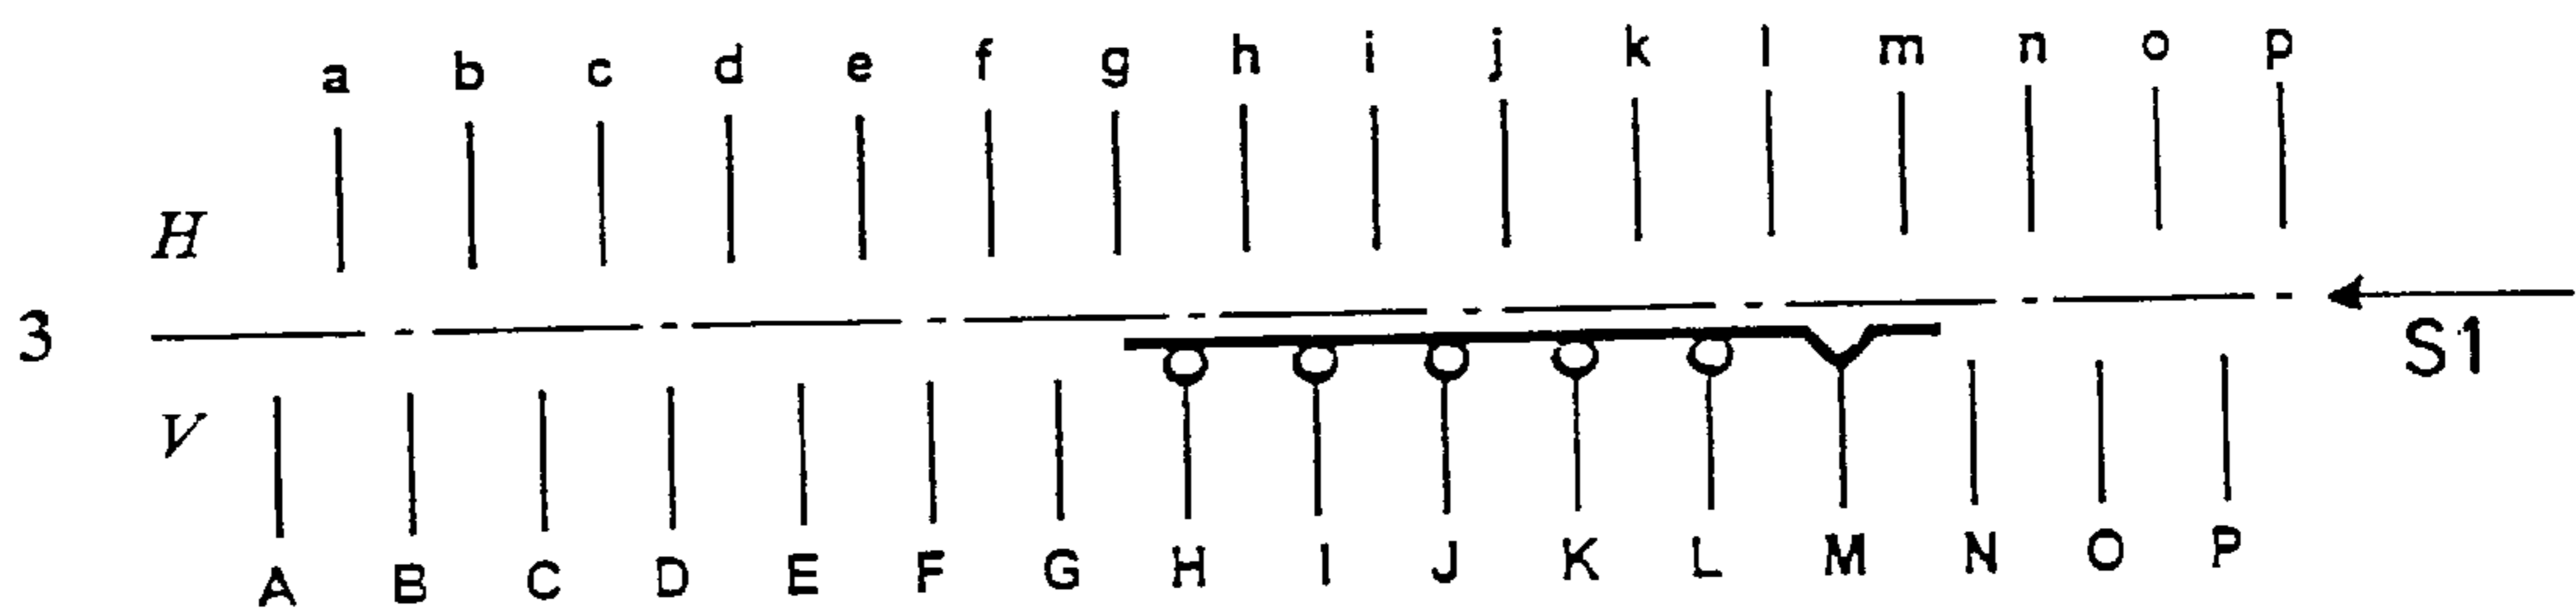 a b c d e f g h i j k l m n o p
H
3
S1
V
A B C D E F G H I J K L M N O P